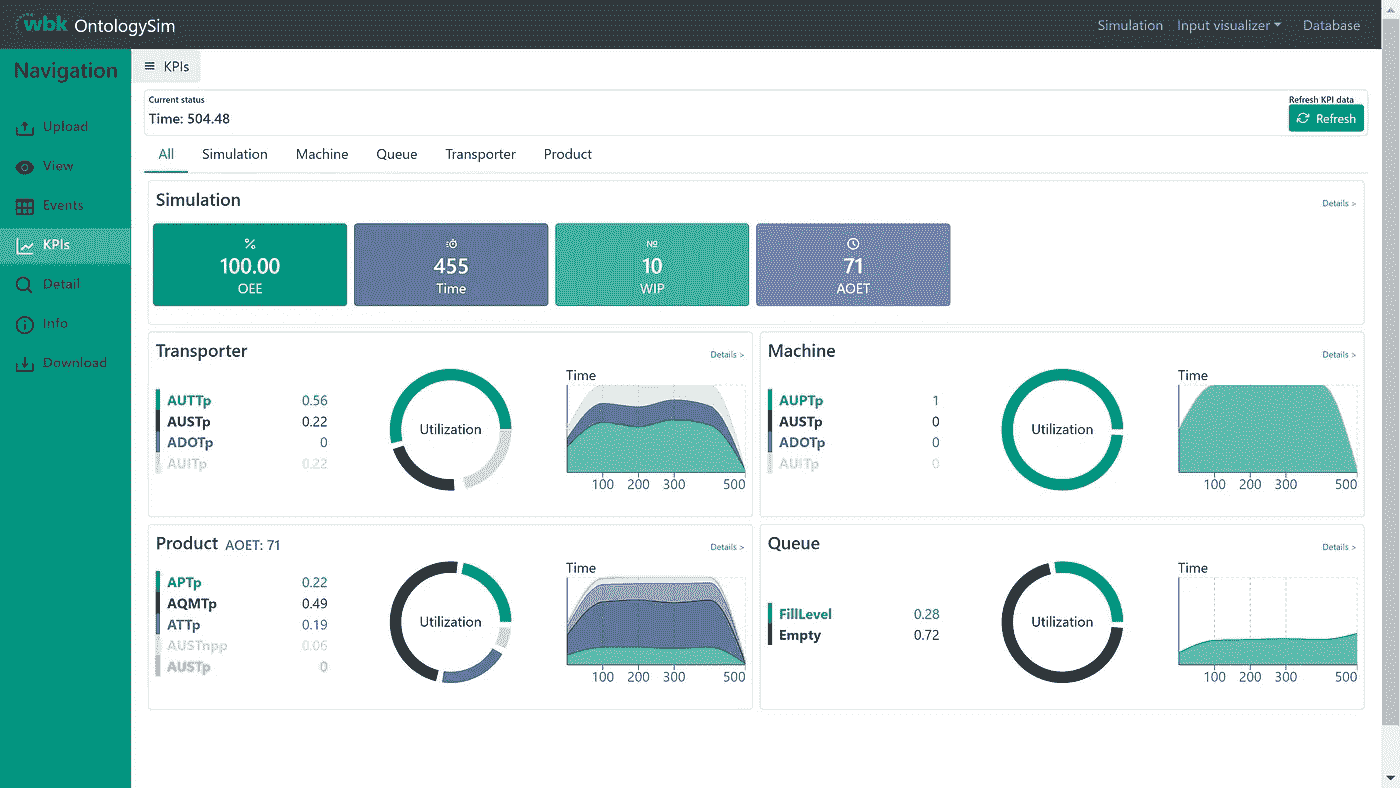 wbk OntologySim
Simulation Input visualizer Database
Navigation
Upload
View
Events
KPIs
Detail
Info
Download
KPIs
Current status
Time: 504.48
Refresh KPI data
Refresh
All Simulation Machine Queue Transporter Product
Simulation
Details >
%
100.00
OEE
455
Time
№
10
WIP
71
AOET
Transporter
Details >
AUTTp 0.56
AUSTp 0.22
ADOTp 0
AUITp 0.22
Utilization
Time
100 200 300 500
Machine
Details >
AUPTp 1
AUSTp 0
ADOTp 0
AUITp 0
Utilization
Time
100 200 300 500
Product AOET: 71
Details >
APTp 0.22
AQMTp 0.49
ATTp 0.19
AUSTnpp 0.06
AUSTp 0
Utilization
Time
100 200 300 500
Queue
Details >
FillLevel 0.28
Empty 0.72
Utilization
Time
100 200 300 500